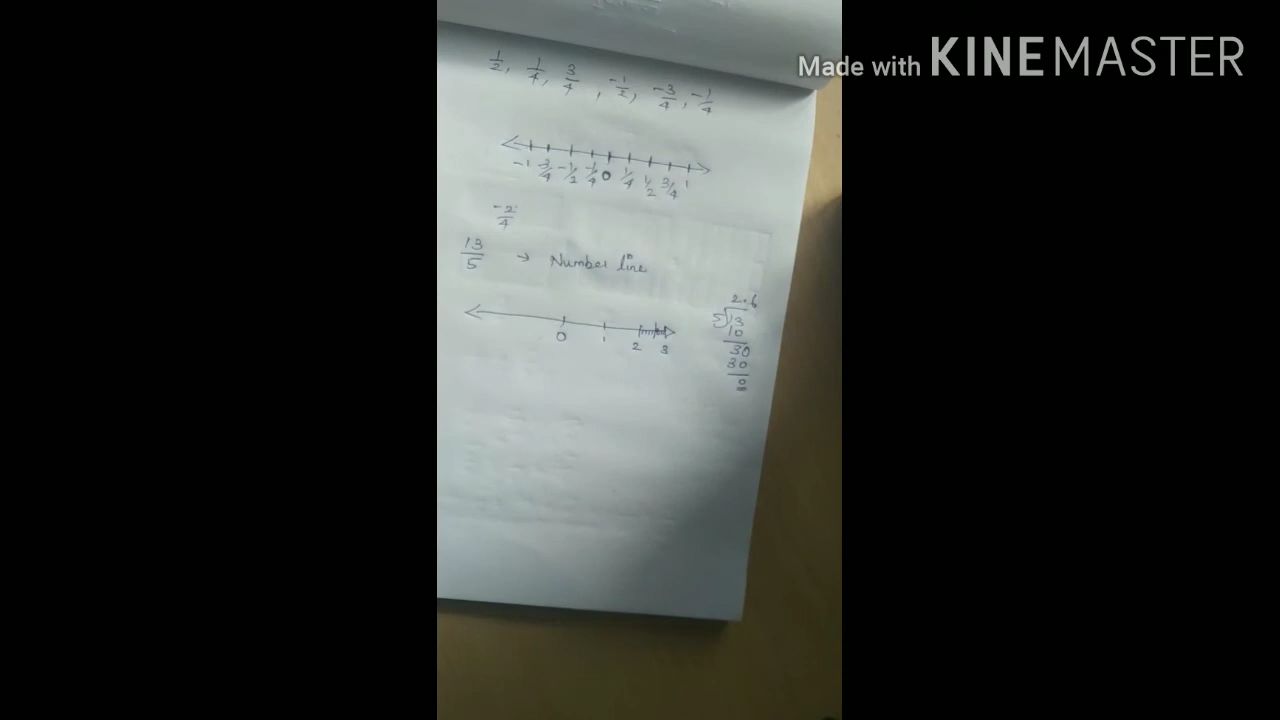 Made with KINEMASTER
1/2, 1/4, 3/4, -1/2, -3/4, -1/4
-1 -3/4 -1/2 -1/4 0 1/4 1/2 3/4 1
-2/4
13/5 → Number line
0 1 2 3
2.6
5 13
10
30
30
0